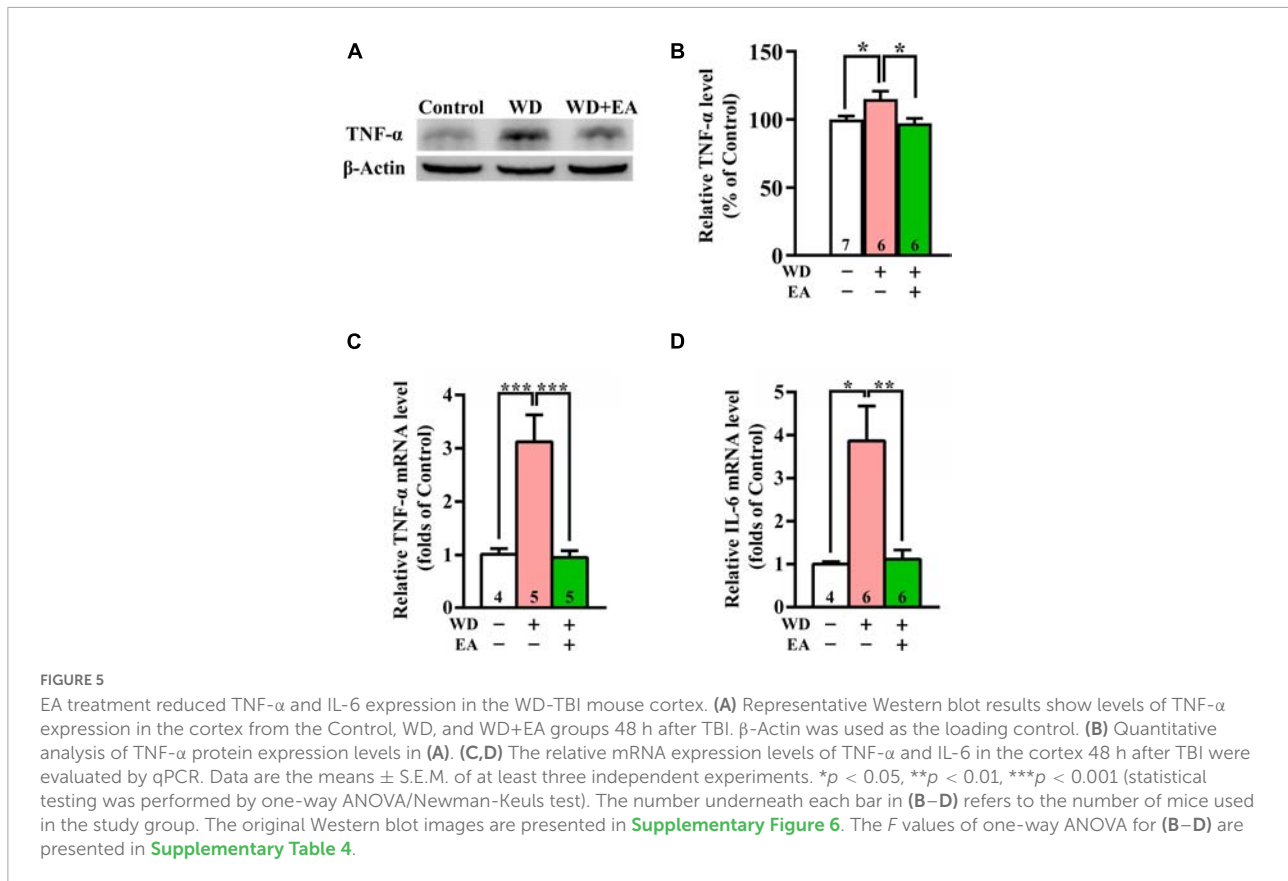 A
Control WD WD+EA
TNF-α
β-Actin
B
Relative TNF-α level
(% of Control)
150
100
50
0
* *
7 6 6
WD − + +
EA − − +
C
Relative TNF-α mRNA level
(folds of Control)
4
3
2
1
0
*** ***
4 5 5
WD − + +
EA − − +
D
Relative IL-6 mRNA level
(folds of Control)
5
4
3
2
1
0
* **
4 6 6
WD − + +
EA − − +
FIGURE 5
EA treatment reduced TNF-α and IL-6 expression in the WD-TBI mouse cortex. (A) Representative Western blot results show levels of TNF-α
expression in the cortex from the Control, WD, and WD+EA groups 48 h after TBI. β-Actin was used as the loading control. (B) Quantitative
analysis of TNF-α protein expression levels in (A). (C,D) The relative mRNA expression levels of TNF-α and IL-6 in the cortex 48 h after TBI were
evaluated by qPCR. Data are the means ± S.E.M. of at least three independent experiments. *p < 0.05, **p < 0.01, ***p < 0.001 (statistical
testing was performed by one-way ANOVA/Newman-Keuls test). The number underneath each bar in (B–D) refers to the number of mice used
in the study group. The original Western blot images are presented in Supplementary Figure 6. The F values of one-way ANOVA for (B–D) are
presented in Supplementary Table 4.